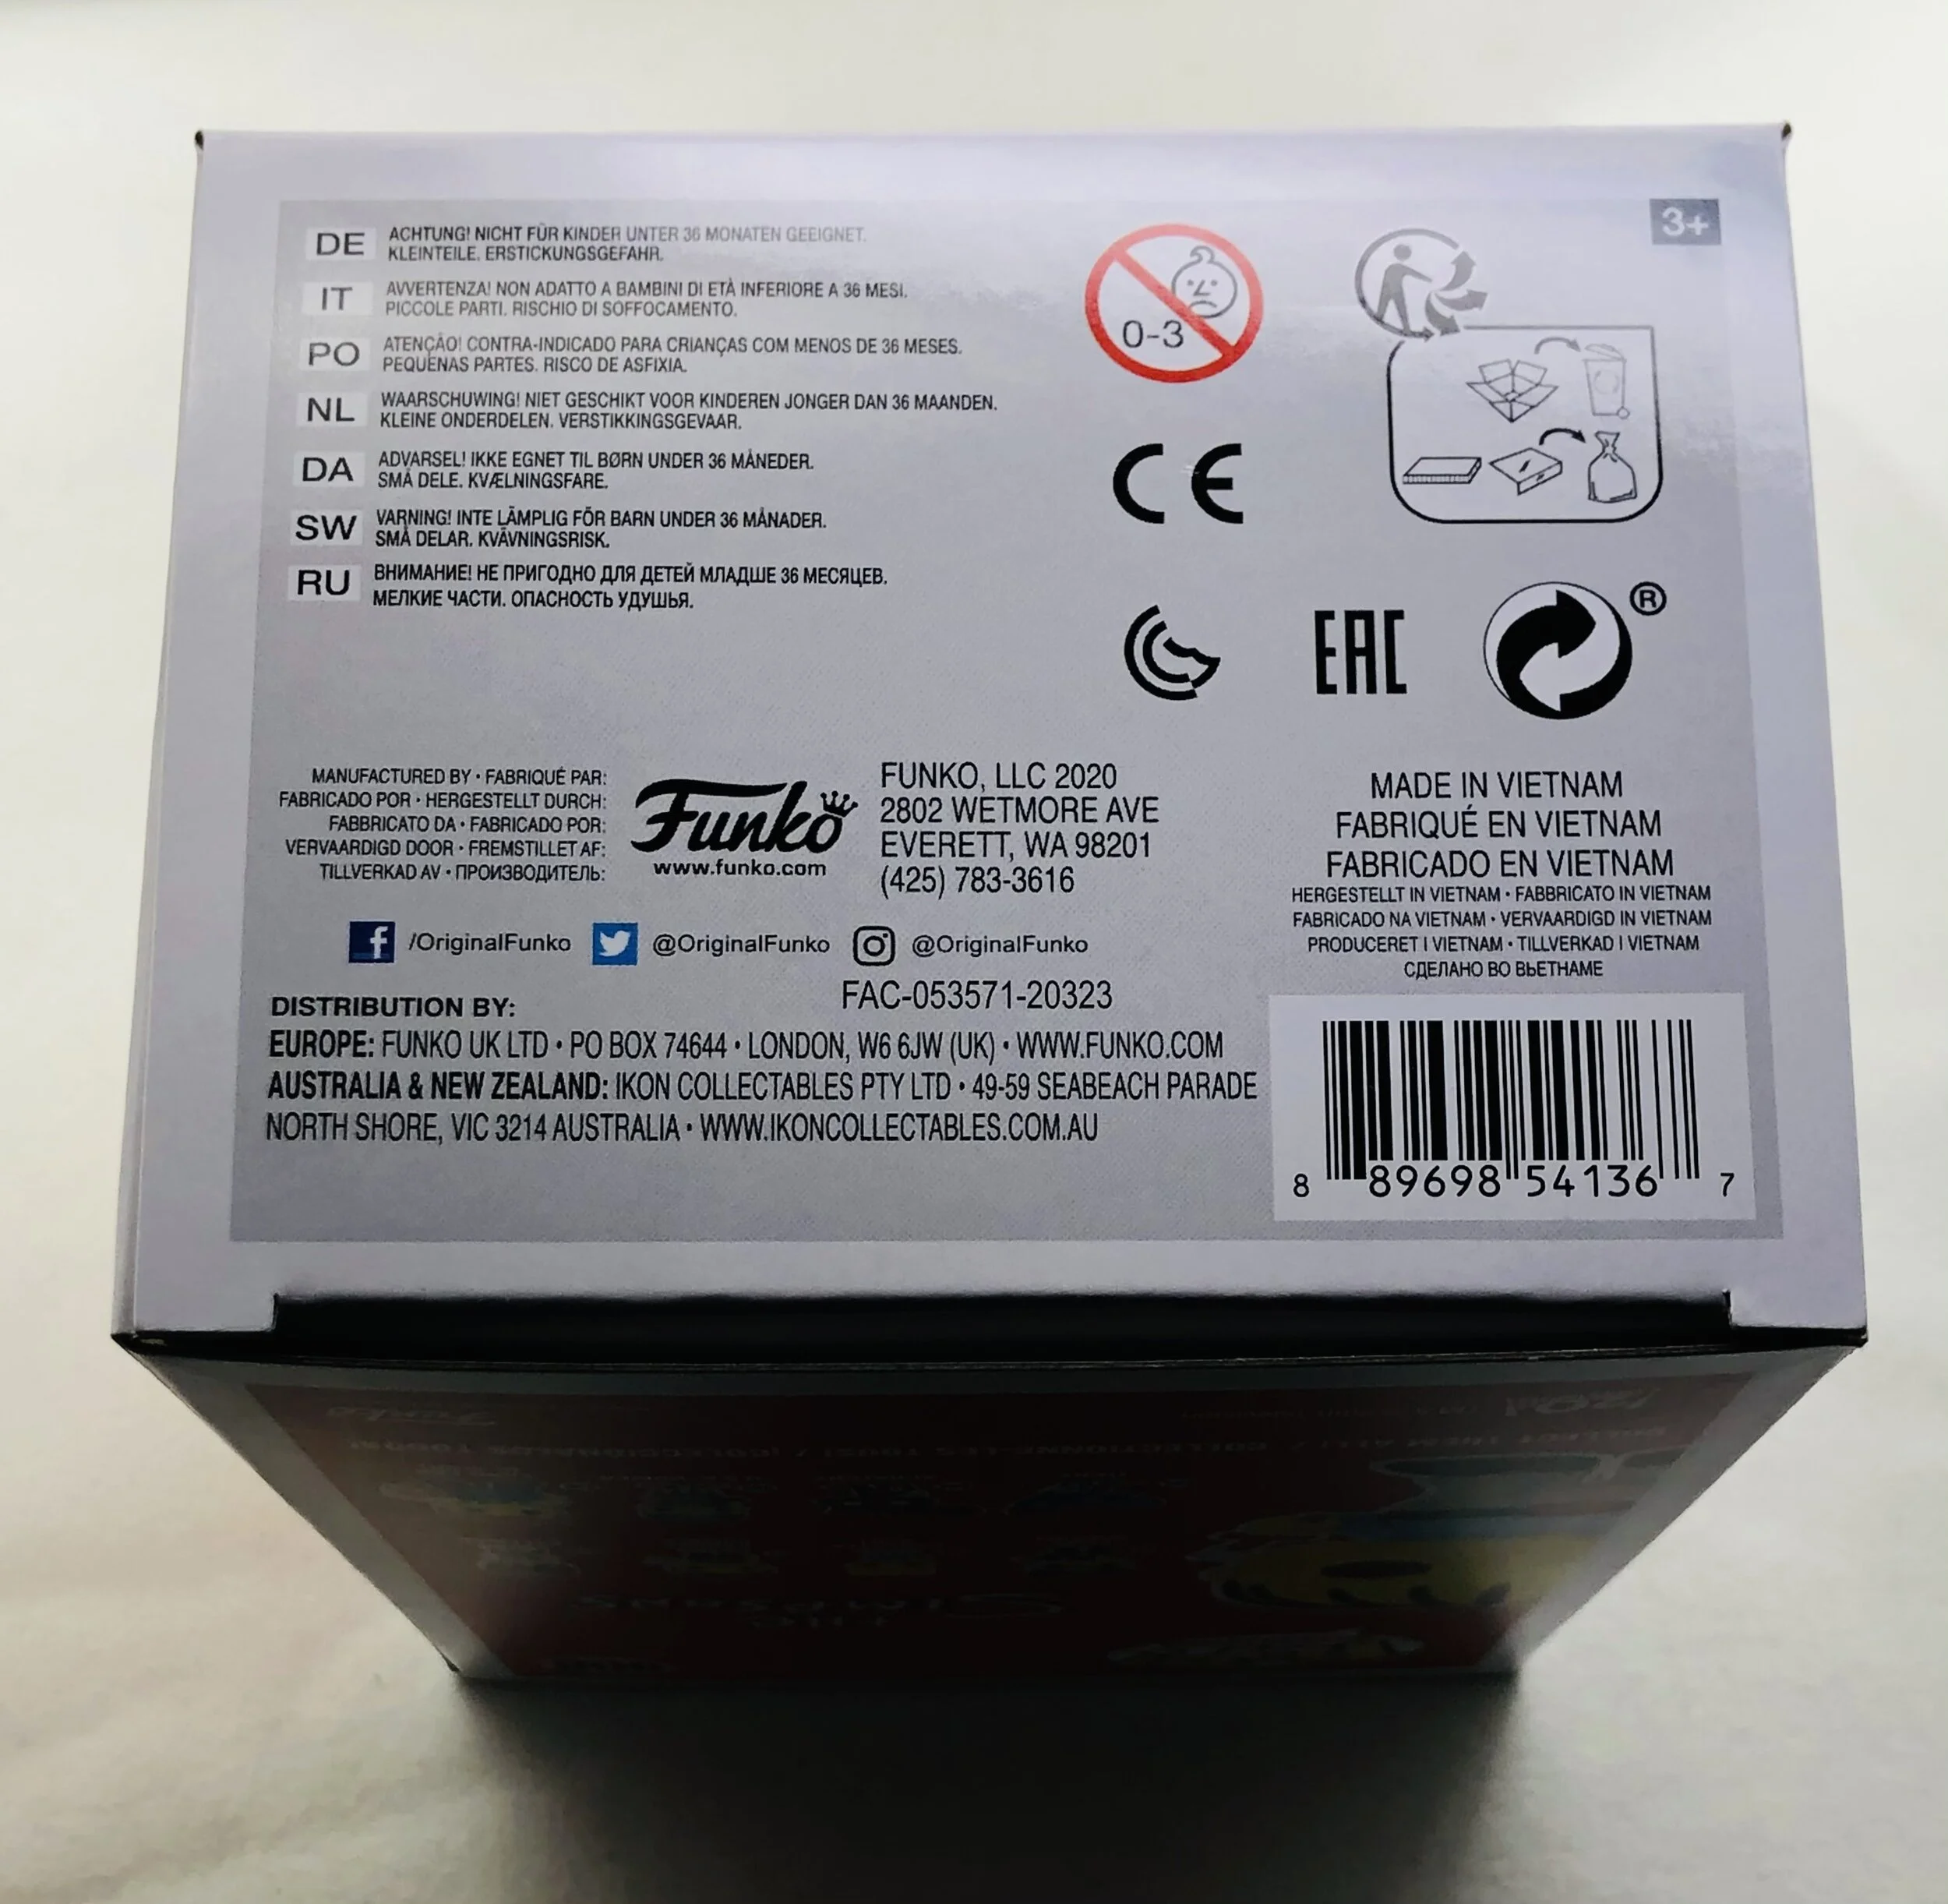 3+
DE
ACHTUNG! NICHT FÜR KINDER UNTER 36 MONATEN GEEIGNET.
KLEINTEILE. ERSTICKUNGSGEFAHR.
IT
AVVERTENZA! NON ADATTO A BAMBINI DI ETÀ INFERIORE A 36 MESI.
PICCOLE PARTI. RISCHIO DI SOFFOCAMENTO.
PO
ATENÇÃO! CONTRA-INDICADO PARA CRIANÇAS COM MENOS DE 36 MESES.
PEQUENAS PARTES. RISCO DE ASFIXIA.
NL
WAARSCHUWING! NIET GESCHIKT VOOR KINDEREN JONGER DAN 36 MAANDEN.
KLEINE ONDERDELEN. VERSTIKKINGSGEVAAR.
DA
ADVARSEL! IKKE EGNET TIL BØRN UNDER 36 MÅNEDER.
SMÅ DELE. KVÆLNINGSFARE.
SW
VARNING! INTE LÄMPLIG FÖR BARN UNDER 36 MÅNADER.
SMÅ DELAR. KVÄVNINGSRISK.
RU
ВНИМАНИЕ! НЕ ПРИГОДНО ДЛЯ ДЕТЕЙ МЛАДШЕ 36 МЕСЯЦЕВ.
МЕЛКИЕ ЧАСТИ. ОПАСНОСТЬ УДУШЬЯ.
0-3
CE
EAC
®
MANUFACTURED BY • FABRIQUÉ PAR:
FABRICADO POR • HERGESTELLT DURCH:
FABBRICATO DA • FABRICADO POR:
VERVAARDIGD DOOR • FREMSTILLET AF:
TILLVERKAD AV • ПРОИЗВОДИТЕЛЬ:
Funko
www.funko.com
FUNKO, LLC 2020
2802 WETMORE AVE
EVERETT, WA 98201
(425) 783-3616
MADE IN VIETNAM
FABRIQUÉ EN VIETNAM
FABRICADO EN VIETNAM
HERGESTELLT IN VIETNAM • FABBRICATO IN VIETNAM
FABRICADO NA VIETNAM • VERVAARDIGD IN VIETNAM
PRODUCERET I VIETNAM • TILLVERKAD I VIETNAM
СДЕЛАНО ВО ВЬЕТНАМЕ
f /OriginalFunko @OriginalFunko @OriginalFunko
FAC-053571-20323
DISTRIBUTION BY:
EUROPE: FUNKO UK LTD • PO BOX 74644 • LONDON, W6 6JW (UK) • WWW.FUNKO.COM
AUSTRALIA & NEW ZEALAND: IKON COLLECTABLES PTY LTD • 49-59 SEABEACH PARADE
NORTH SHORE, VIC 3214 AUSTRALIA • WWW.IKONCOLLECTABLES.COM.AU
8 89698 54136 7